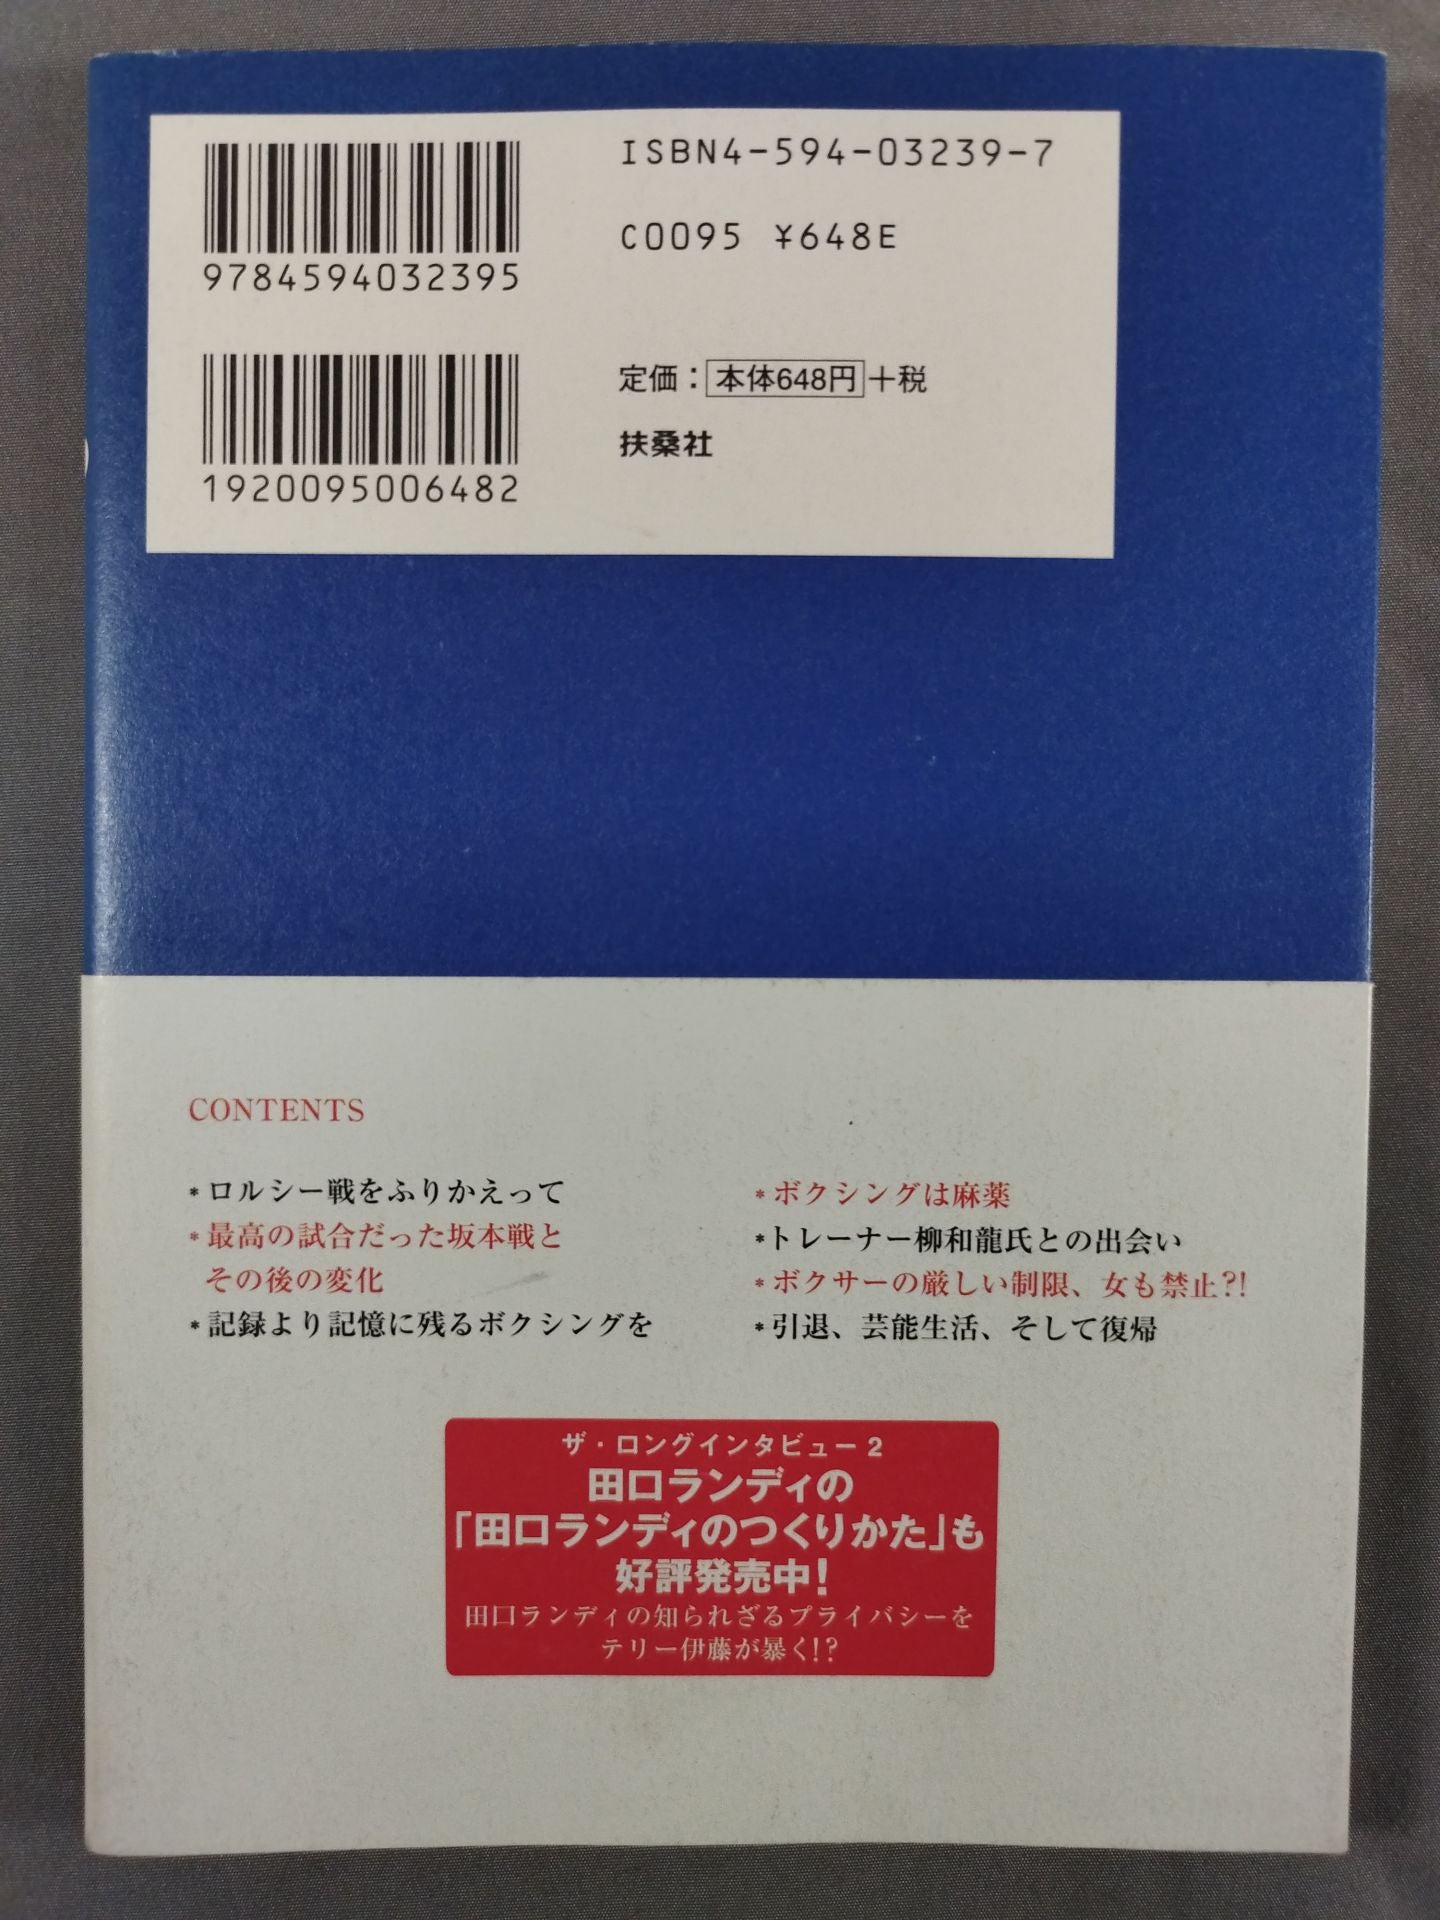 ISBN4-594-03239-7
C0095 ¥648E
9784594032395
1920095006482
定価：本体648円＋税
扶桑社
CONTENTS
*ロルシー戦をふりかえって
*最高の試合だった坂本戦と
その後の変化
*記録より記憶に残るボクシングを
*ボクシングは麻薬
*トレーナー柳和龍氏との出会い
*ボクサーの厳しい制限、女も禁止?!
*引退、芸能生活、そして復帰
ザ・ロングインタビュー2
田口ランディの
「田口ランディのつくりかた」も
好評発売中!
田口ランディの知られざるプライバシーを
テリー伊藤が暴く!?